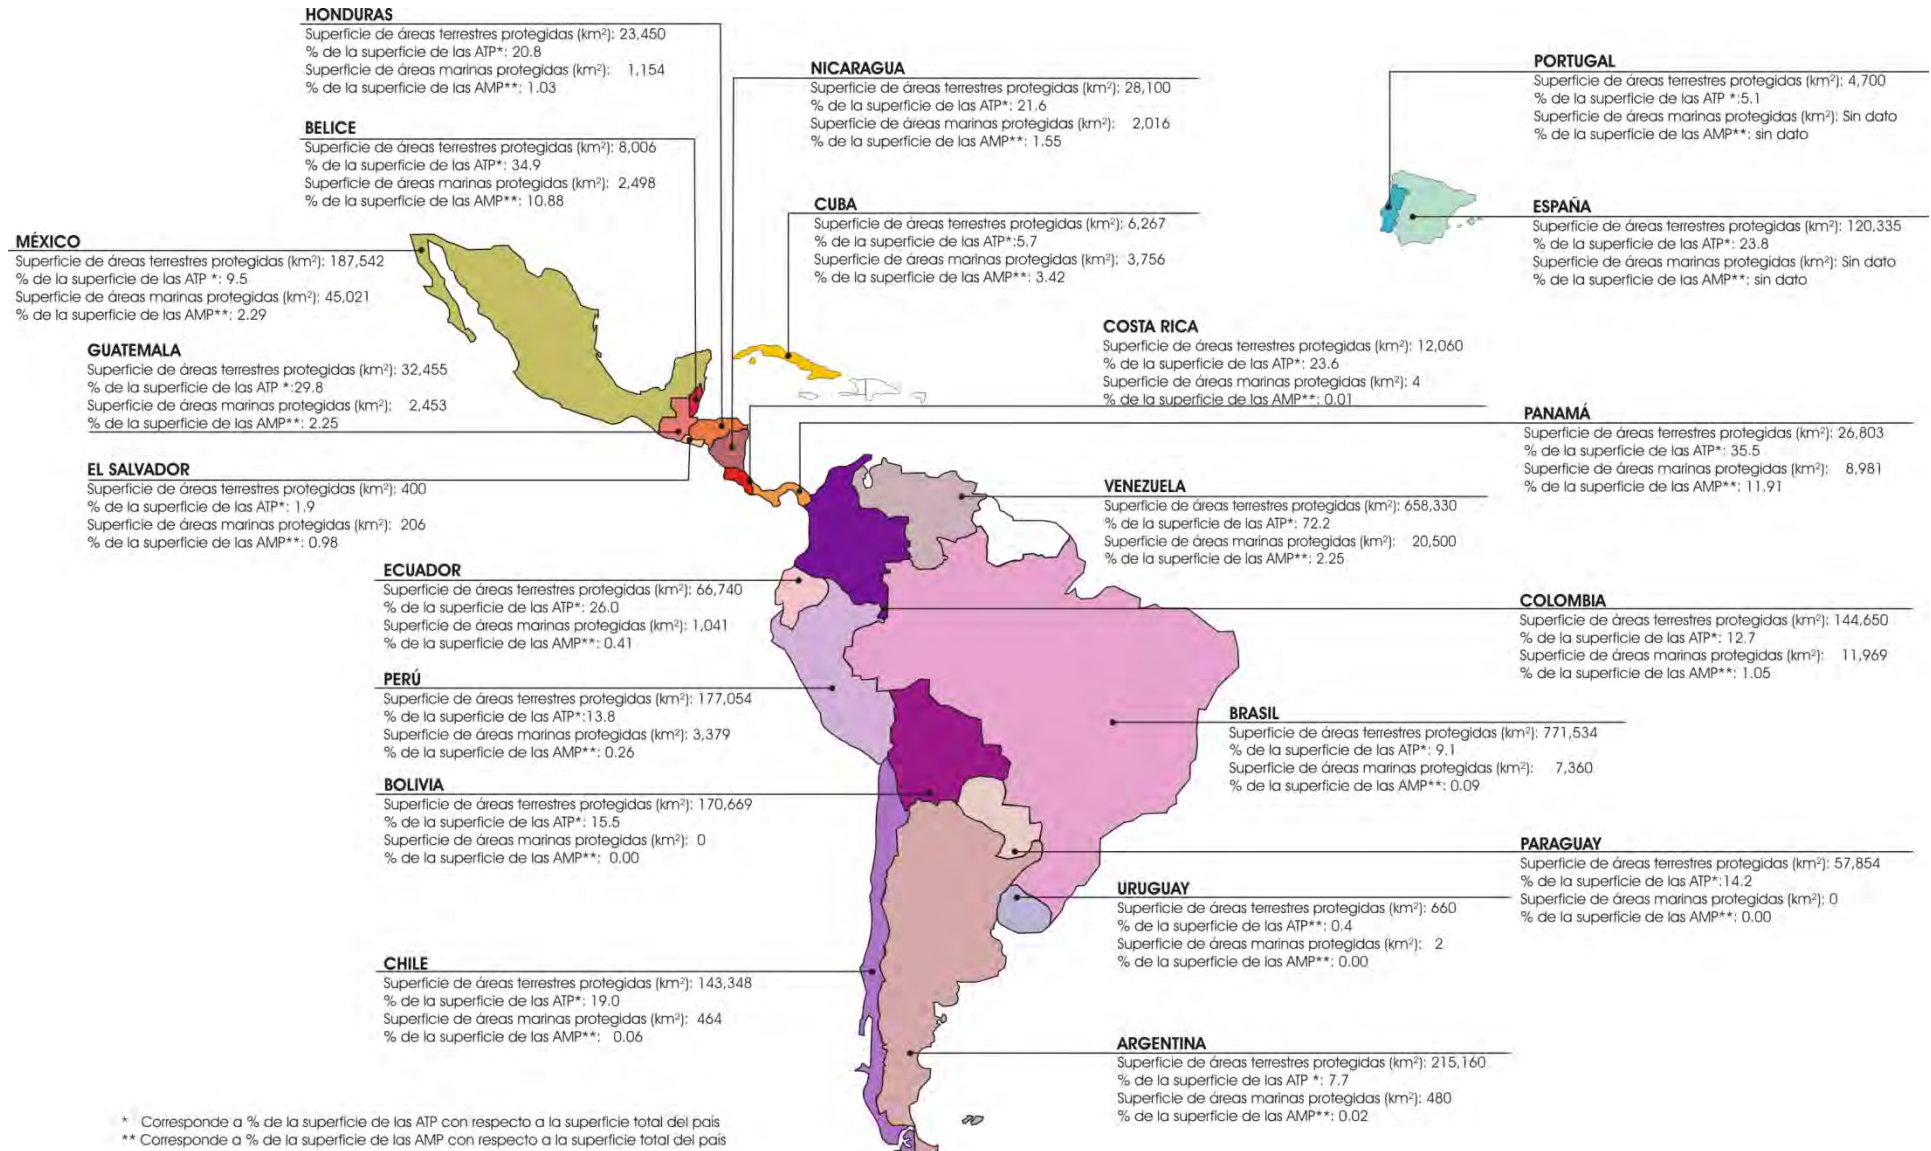 HONDURAS
Superficie de áreas terrestres protegidas (km²): 23,450
% de la superficie de las ATP*: 20.8
Superficie de áreas marinas protegidas (km²): 1,154
% de la superficie de las AMP**: 1.03
NICARAGUA
Superficie de áreas terrestres protegidas (km²): 28,100
% de la superficie de las ATP*: 21.6
Superficie de áreas marinas protegidas (km²): 2,016
% de la superficie de las AMP**: 1.55
PORTUGAL
Superficie de áreas terrestres protegidas (km²): 4,700
% de la superficie de las ATP *:5.1
Superficie de áreas marinas protegidas (km²): Sin dato
% de la superficie de las AMP**: sin dato
BELICE
Superficie de áreas terrestres protegidas (km²): 8,006
% de la superficie de las ATP*: 34.9
Superficie de áreas marinas protegidas (km²): 2,498
% de la superficie de las AMP**: 10.88
CUBA
Superficie de áreas terrestres protegidas (km²): 6,267
% de la superficie de las ATP*:5.7
Superficie de áreas marinas protegidas (km²): 3,756
% de la superficie de las AMP**: 3.42
ESPAÑA
Superficie de áreas terrestres protegidas (km²): 120,335
% de la superficie de las ATP*: 23.8
Superficie de áreas marinas protegidas (km²): Sin dato
% de la superficie de las AMP**: sin dato
MÉXICO
Superficie de áreas terrestres protegidas (km²): 187,542
% de la superficie de las ATP *: 9.5
Superficie de áreas marinas protegidas (km²): 45,021
% de la superficie de las AMP**: 2.29
COSTA RICA
Superficie de áreas terrestres protegidas (km²): 12,060
% de la superficie de las ATP*: 23.6
Superficie de áreas marinas protegidas (km²): 4
% de la superficie de las AMP**: 0.01
GUATEMALA
Superficie de áreas terrestres protegidas (km²): 32,455
% de la superficie de las ATP *:29.8
Superficie de áreas marinas protegidas (km²): 2,453
% de la superficie de las AMP**: 2.25
PANAMÁ
Superficie de áreas terrestres protegidas (km²): 26,803
% de la superficie de las ATP*: 35.5
Superficie de áreas marinas protegidas (km²): 8,981
% de la superficie de las AMP**: 11.91
EL SALVADOR
Superficie de áreas terrestres protegidas (km²): 400
% de la superficie de las ATP*: 1.9
Superficie de áreas marinas protegidas (km²): 206
% de la superficie de las AMP**: 0.98
VENEZUELA
Superficie de áreas terrestres protegidas (km²): 658,330
% de la superficie de las ATP*: 72.2
Superficie de áreas marinas protegidas (km²): 20,500
% de la superficie de las AMP**: 2.25
ECUADOR
Superficie de áreas terrestres protegidas (km²): 66,740
% de la superficie de las ATP*: 26.0
Superficie de áreas marinas protegidas (km²): 1,041
% de la superficie de las AMP**: 0.41
COLOMBIA
Superficie de áreas terrestres protegidas (km²): 144,650
% de la superficie de las ATP*: 12.7
Superficie de áreas marinas protegidas (km²): 11,969
% de la superficie de las AMP**: 1.05
PERÚ
Superficie de áreas terrestres protegidas (km²): 177,054
% de la superficie de las ATP*:13.8
Superficie de áreas marinas protegidas (km²): 3,379
% de la superficie de las AMP**: 0.26
BRASIL
Superficie de áreas terrestres protegidas (km²): 771,534
% de la superficie de las ATP*: 9.1
Superficie de áreas marinas protegidas (km²): 7,360
% de la superficie de las AMP**: 0.09
BOLIVIA
Superficie de áreas terrestres protegidas (km²): 170,669
% de la superficie de las ATP*: 15.5
Superficie de áreas marinas protegidas (km²): 0
% de la superficie de las AMP**: 0.00
PARAGUAY
Superficie de áreas terrestres protegidas (km²): 57,854
% de la superficie de las ATP*:14.2
Superficie de áreas marinas protegidas (km²): 0
% de la superficie de las AMP**: 0.00
URUGUAY
Superficie de áreas terrestres protegidas (km²): 660
% de la superficie de las ATP**: 0.4
Superficie de áreas marinas protegidas (km²): 2
% de la superficie de las AMP**: 0.00
CHILE
Superficie de áreas terrestres protegidas (km²): 143,348
% de la superficie de las ATP*: 19.0
Superficie de áreas marinas protegidas (km²): 464
% de la superficie de las AMP**: 0.06
ARGENTINA
Superficie de áreas terrestres protegidas (km²): 215,160
% de la superficie de las ATP *: 7.7
Superficie de áreas marinas protegidas (km²): 480
% de la superficie de las AMP**: 0.02
* Corresponde a % de la superficie de las ATP con respecto a la superficie total del país
** Corresponde a % de la superficie de las AMP con respecto a la superficie total del país